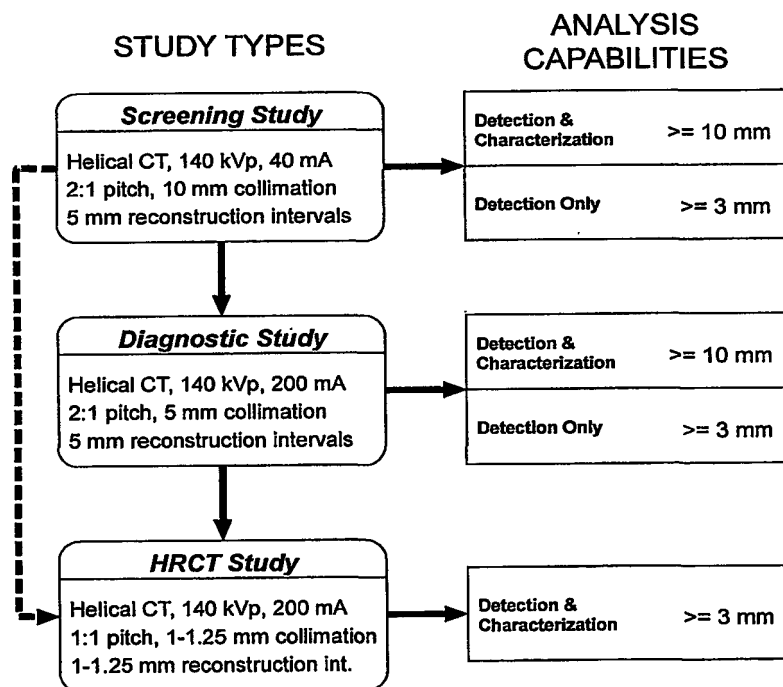 STUDY TYPES
ANALYSIS
CAPABILITIES
Screening Study
Helical CT, 140 kVp, 40 mA
2:1 pitch, 10 mm collimation
5 mm reconstruction intervals
Detection &
Characterization >= 10 mm
Detection Only >= 3 mm
Diagnostic Study
Helical CT, 140 kVp, 200 mA
2:1 pitch, 5 mm collimation
5 mm reconstruction intervals
Detection &
Characterization >= 10 mm
Detection Only >= 3 mm
HRCT Study
Helical CT, 140 kVp, 200 mA
1:1 pitch, 1-1.25 mm collimation
1-1.25 mm reconstruction int.
Detection &
Characterization >= 3 mm